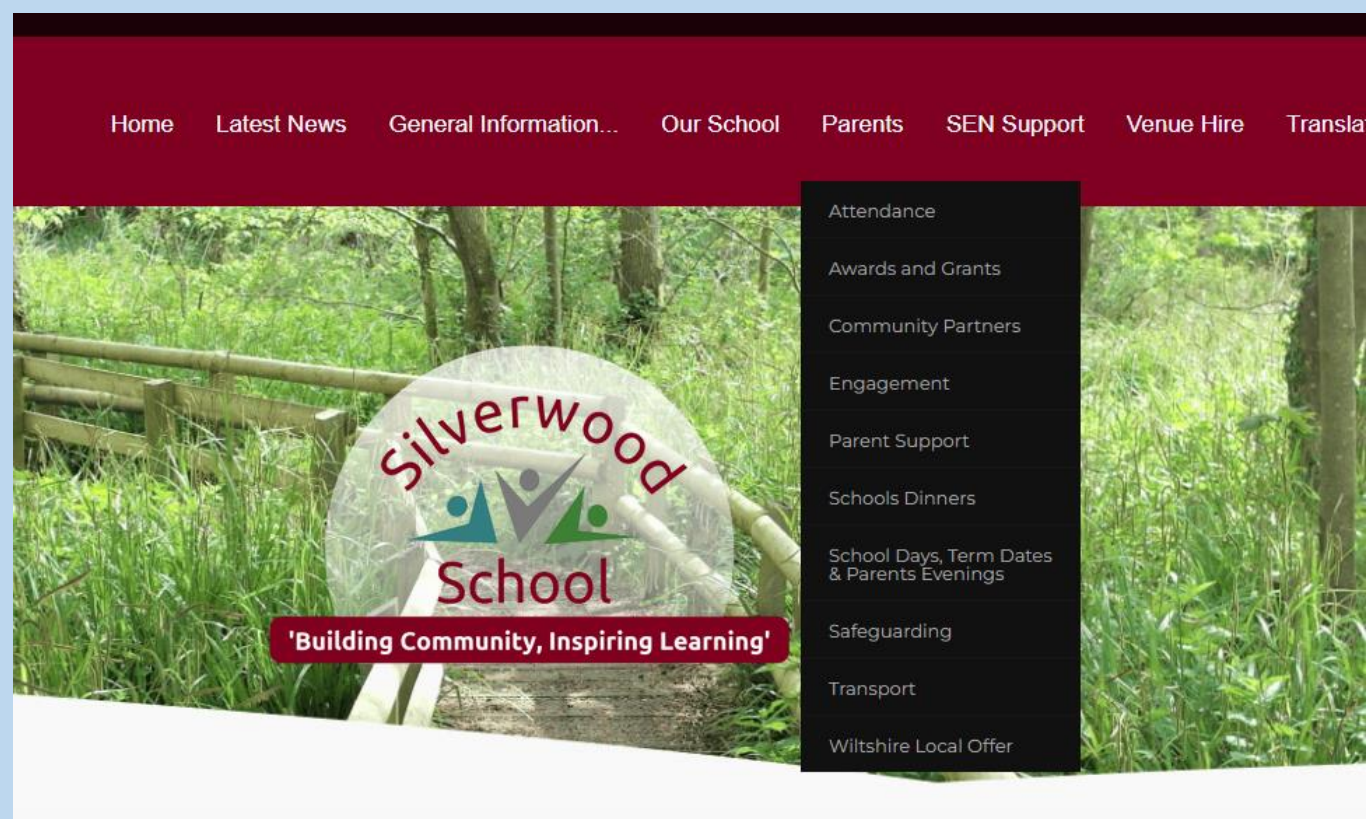 Home Latest News General Information... Our School Parents SEN Support Venue Hire
Attendance
Awards and Grants
Community Partners
Engagement
Parent Support
Schools Dinners
School Days, Term Dates
& Parents Evenings
Safeguarding
Transport
Wiltshire Local Offer
Silverwood
School
'Building Community, Inspiring Learning'